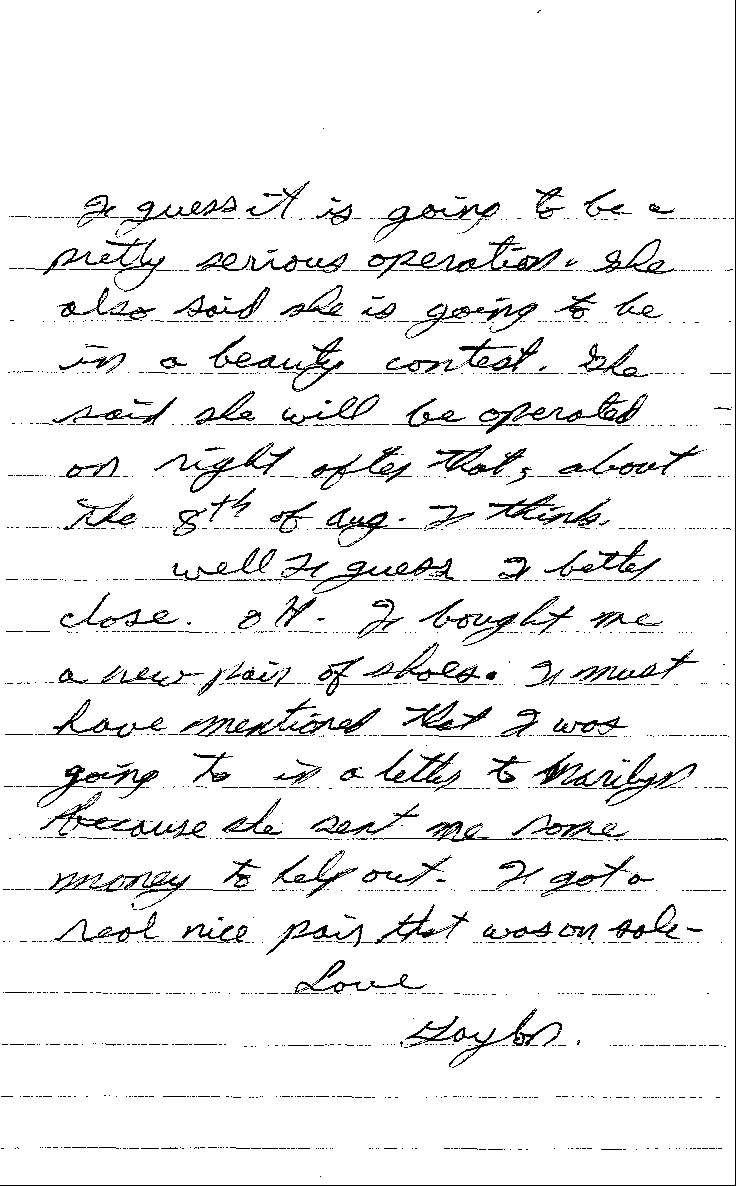 I guess it is going to be a
pretty serious operation. She
also said she is going to be
in a beauty contest. She
said she will be operated
on right after that, about
the 8th of Aug. I think.
well I guess I better
close. oh. I bought me
a new pair of shoes. I must
have mentioned that I was
going to in a letter to Marilyn
because she sent me some
money to help out. I got a
real nice pair that was on sale-
Love